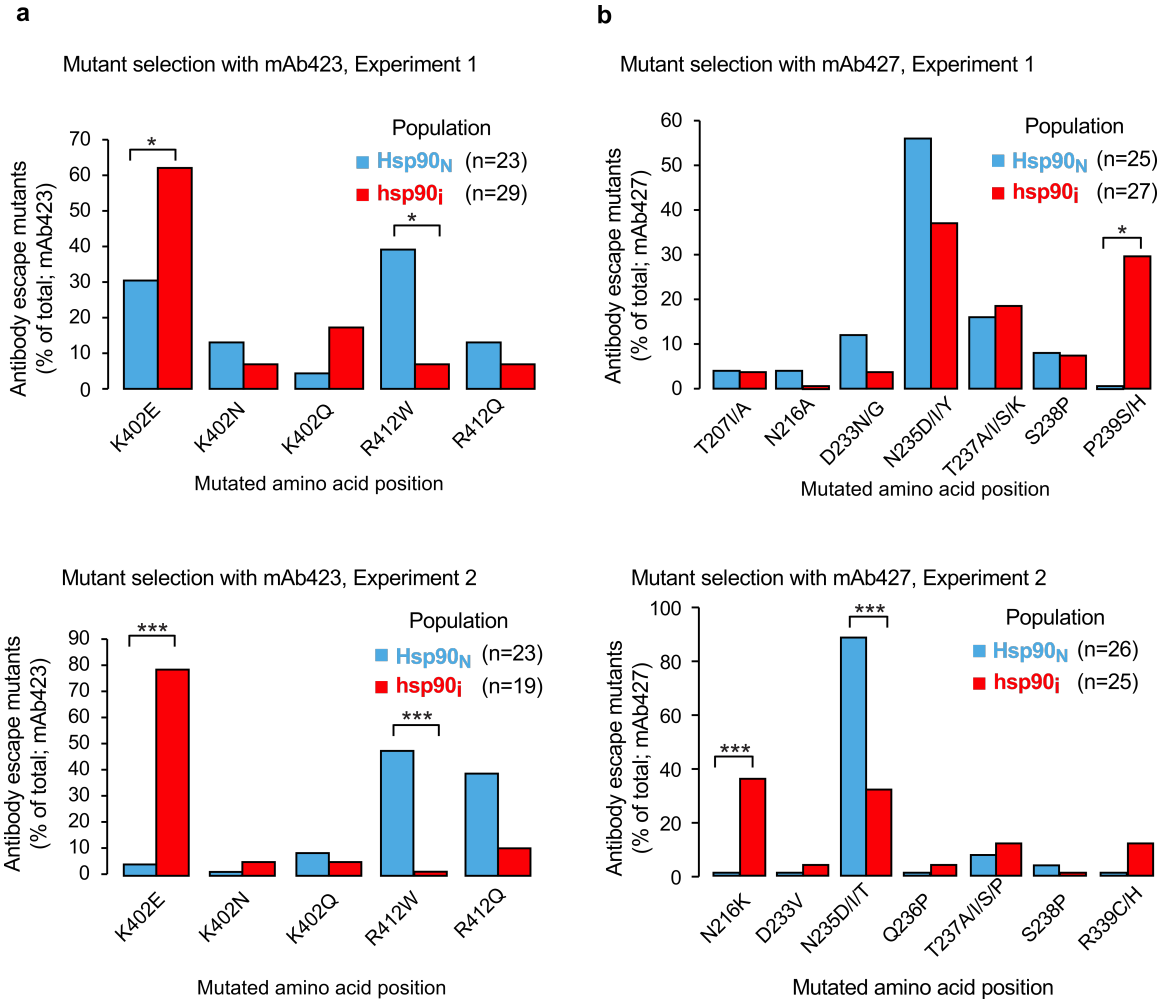 a
Mutant selection with mAb423, Experiment 1
Antibody escape mutants
(% of total; mAb423)
70
60
50
40
30
20
10
0
Population
Hsp90N (n=23)
hsp90i (n=29)
*
*
K402E
K402N
K402Q
R412W
R412Q
Mutated amino acid position
b
Mutant selection with mAb427, Experiment 1
Antibody escape mutants
(% of total; mAb427)
60
50
40
30
20
10
0
Population
Hsp90N (n=25)
hsp90i (n=27)
*
T207I/A
N216A
D233N/G
N235D/I/Y
T237A/I/S/K
S238P
P239S/H
Mutated amino acid position
Mutant selection with mAb423, Experiment 2
Antibody escape mutants
(% of total; mAb423)
90
80
70
60
50
40
30
20
10
0
Population
Hsp90N (n=23)
hsp90i (n=19)
***
***
K402E
K402N
K402Q
R412W
R412Q
Mutated amino acid position
Mutant selection with mAb427, Experiment 2
Antibody escape mutants
(% of total; mAb427)
100
80
60
40
20
0
Population
Hsp90N (n=26)
hsp90i (n=25)
***
***
N216K
D233V
N235D/I/T
Q236P
T237A/I/S/P
S238P
R339C/H
Mutated amino acid position